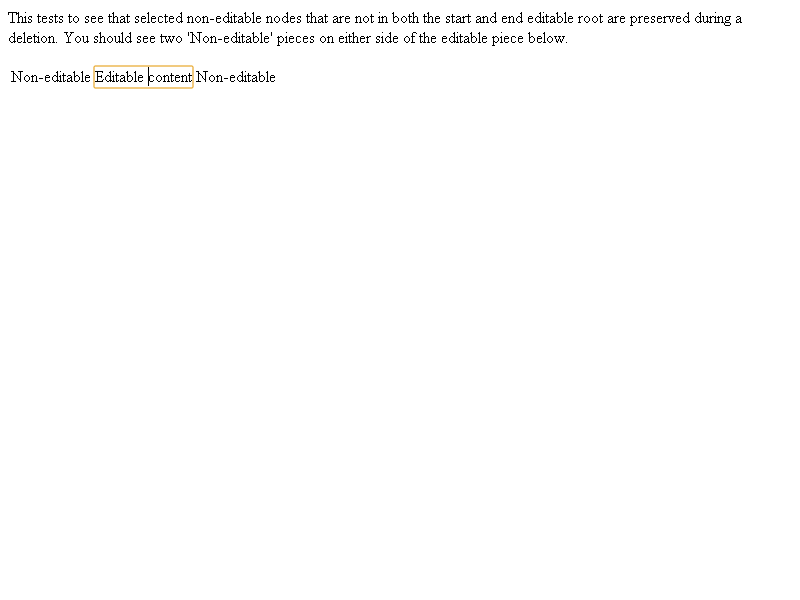 This tests to see that selected non-editable nodes that are not in both the start and end editable root are preserved during a
deletion. You should see two 'Non-editable' pieces on either side of the editable piece below.
Non-editable Editable content Non-editable